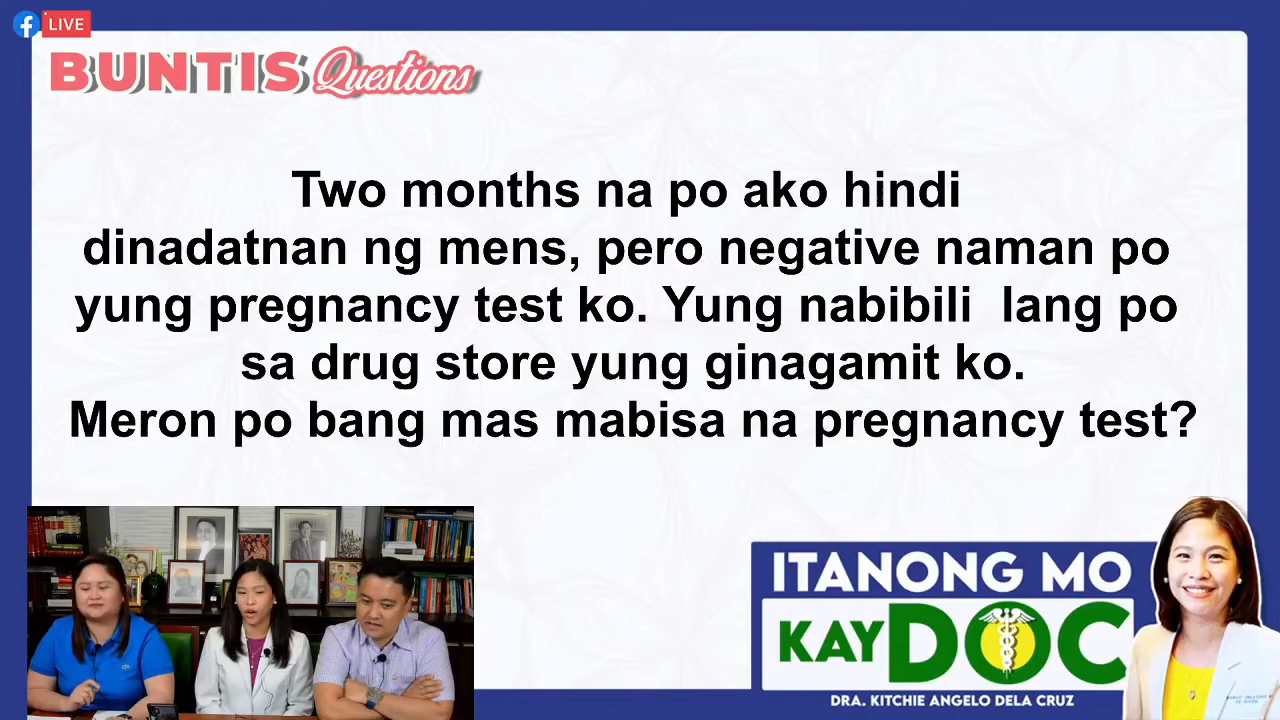 LIVE
BUNTIS Questions
Two months na po ako hindi
dinadatnan ng mens, pero negative naman po
yung pregnancy test ko. Yung nabibili lang po
sa drug store yung ginagamit ko.
Meron po bang mas mabisa na pregnancy test?
ITANONG MO
KAY DOC
DRA. KITCHIE ANGELO DELA CRUZ